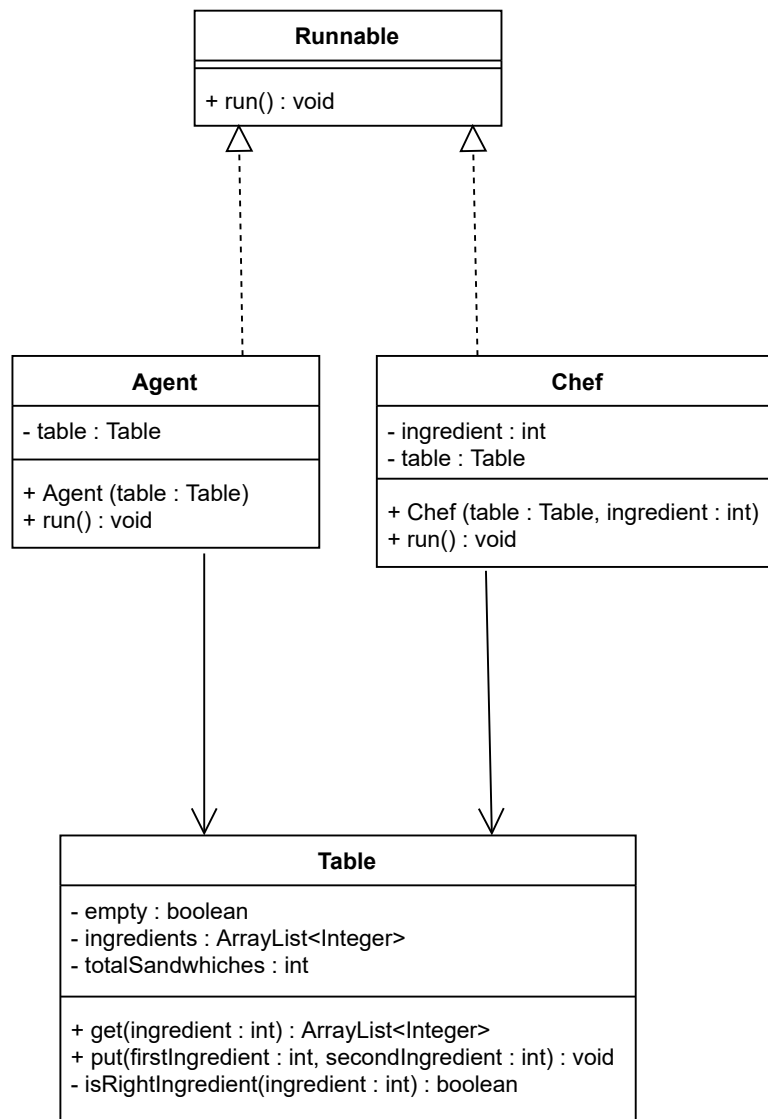 Runnable
+ run() : void
Agent
- table : Table
+ Agent (table : Table)
+ run() : void
Chef
- ingredient : int
- table : Table
+ Chef (table : Table, ingredient : int)
+ run() : void
Table
- empty : boolean
- ingredients : ArrayList<Integer>
- totalSandwhiches : int
+ get(ingredient : int) : ArrayList<Integer>
+ put(firstIngredient : int, secondIngredient : int) : void
- isRightIngredient(ingredient : int) : boolean